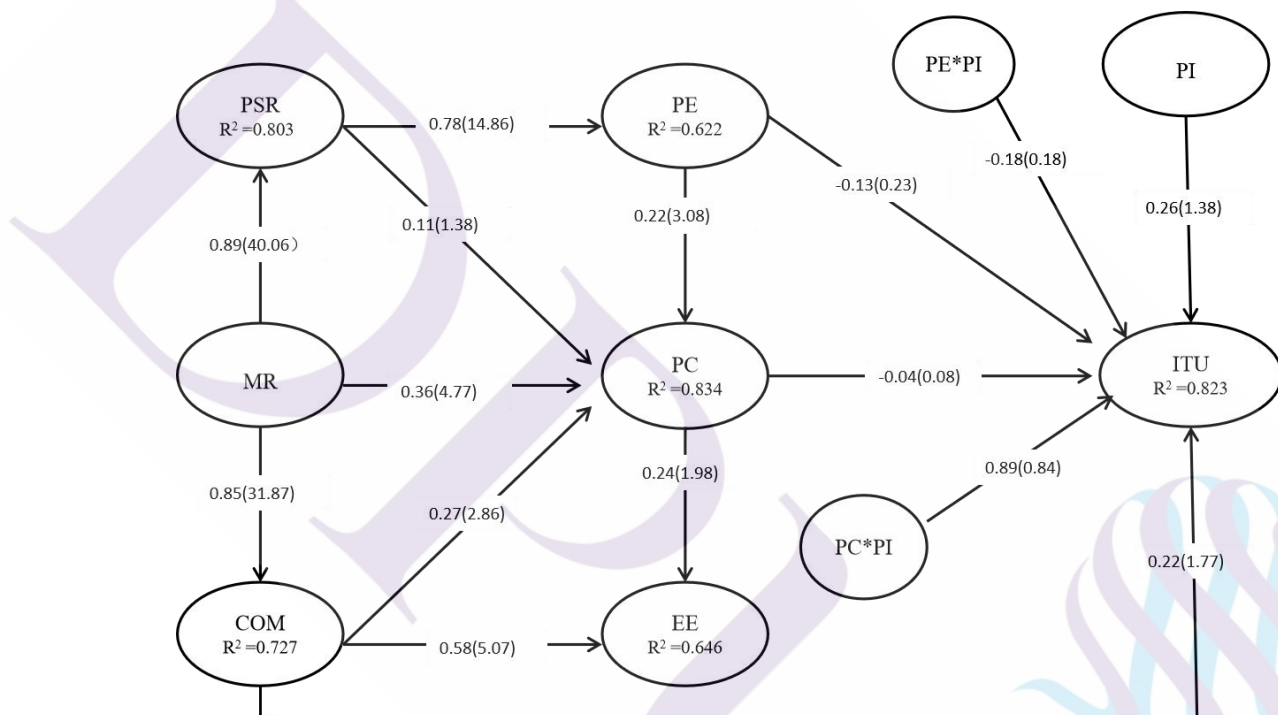 PE*PI
PI
PSR
R² =0.803
0.78(14.86)
PE
R² =0.622
-0.18(0.18)
-0.13(0.23)
0.26(1.38)
0.22(3.08)
0.11(1.38)
0.89(40.06）
MR
0.36(4.77)
PC
R² =0.834
-0.04(0.08)
ITU
R² =0.823
0.85(31.87)
0.24(1.98)
0.89(0.84)
0.27(2.86)
PC*PI
0.22(1.77)
COM
R² =0.727
0.58(5.07)
EE
R² =0.646